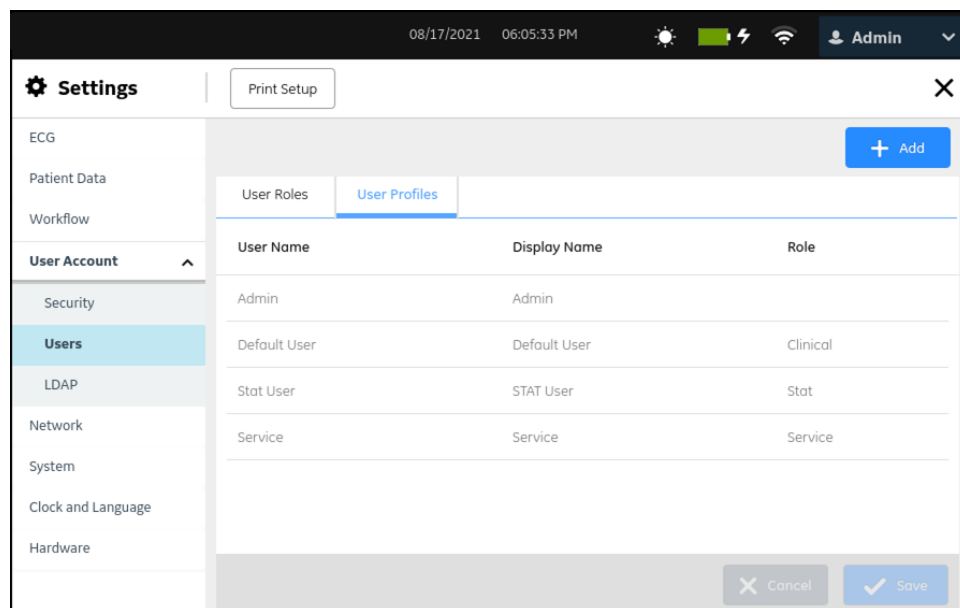 08/17/2021 06:05:33 PM Admin
Settings Print Setup
ECG
Add
Patient Data
User Roles User Profiles
Workflow
User Account
User Name Display Name Role
Security
Admin Admin
Users
Default User Default User Clinical
LDAP
Stat User STAT User Stat
Network
Service Service Service
System
Clock and Language
Hardware
Cancel Save